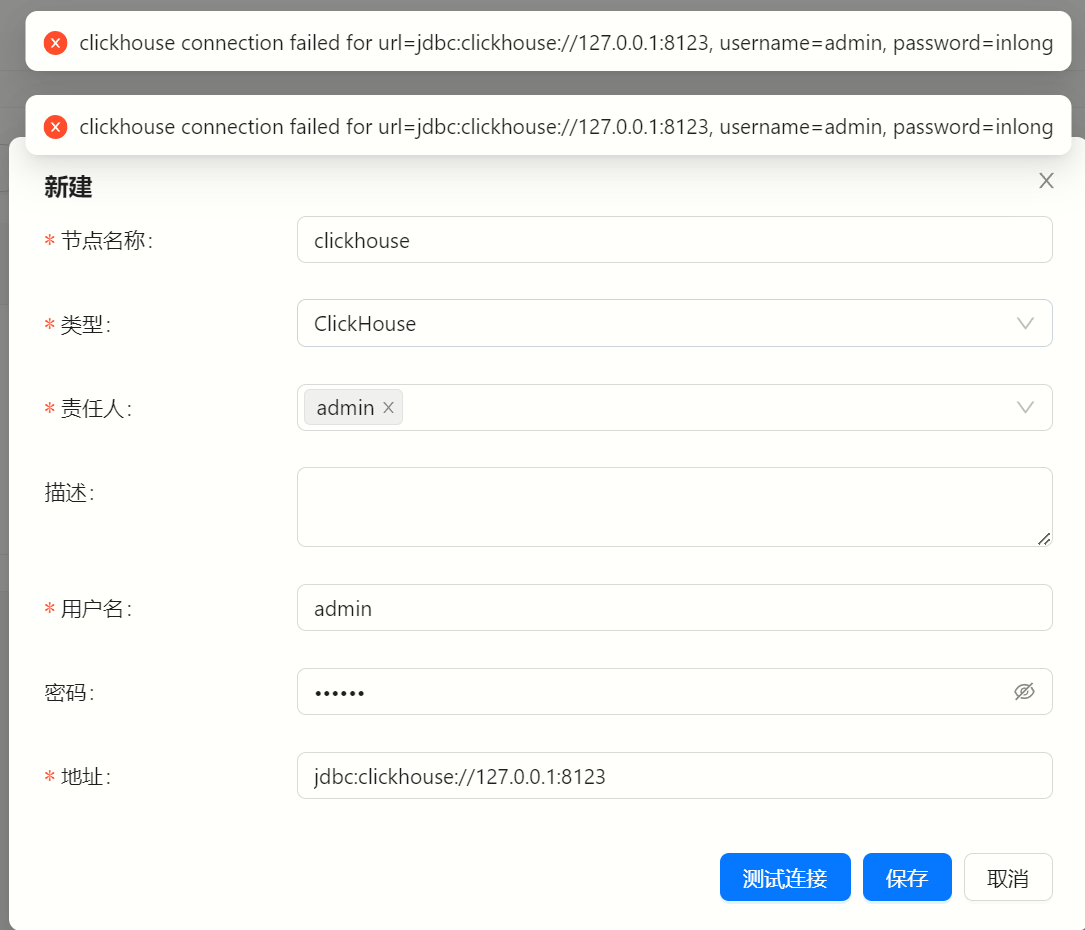 clickhouse connection failed for url=jdbc:clickhouse://127.0.0.1:8123, username=admin, password=inlong
clickhouse connection failed for url=jdbc:clickhouse://127.0.0.1:8123, username=admin, password=inlong
新建
* 节点名称:
clickhouse
* 类型:
ClickHouse
* 责任人:
admin
描述:
* 用户名:
admin
密码:
••••••
* 地址:
jdbc:clickhouse://127.0.0.1:8123
测试连接
保存
取消